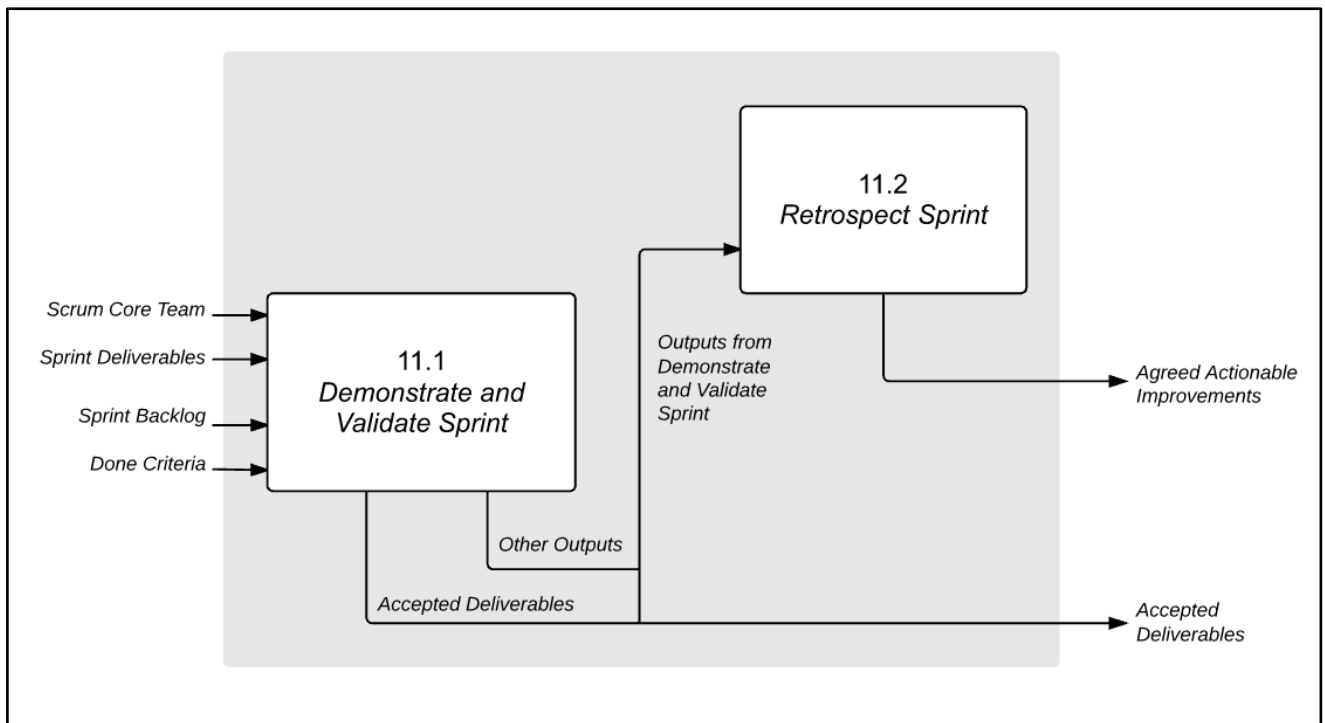 11.2
Retrospect Sprint
Scrum Core Team
Sprint Deliverables
Sprint Backlog
Done Criteria
11.1
Demonstrate and
Validate Sprint
Outputs from
Demonstrate
and Validate
Sprint
Agreed Actionable
Improvements
Other Outputs
Accepted Deliverables
Accepted
Deliverables